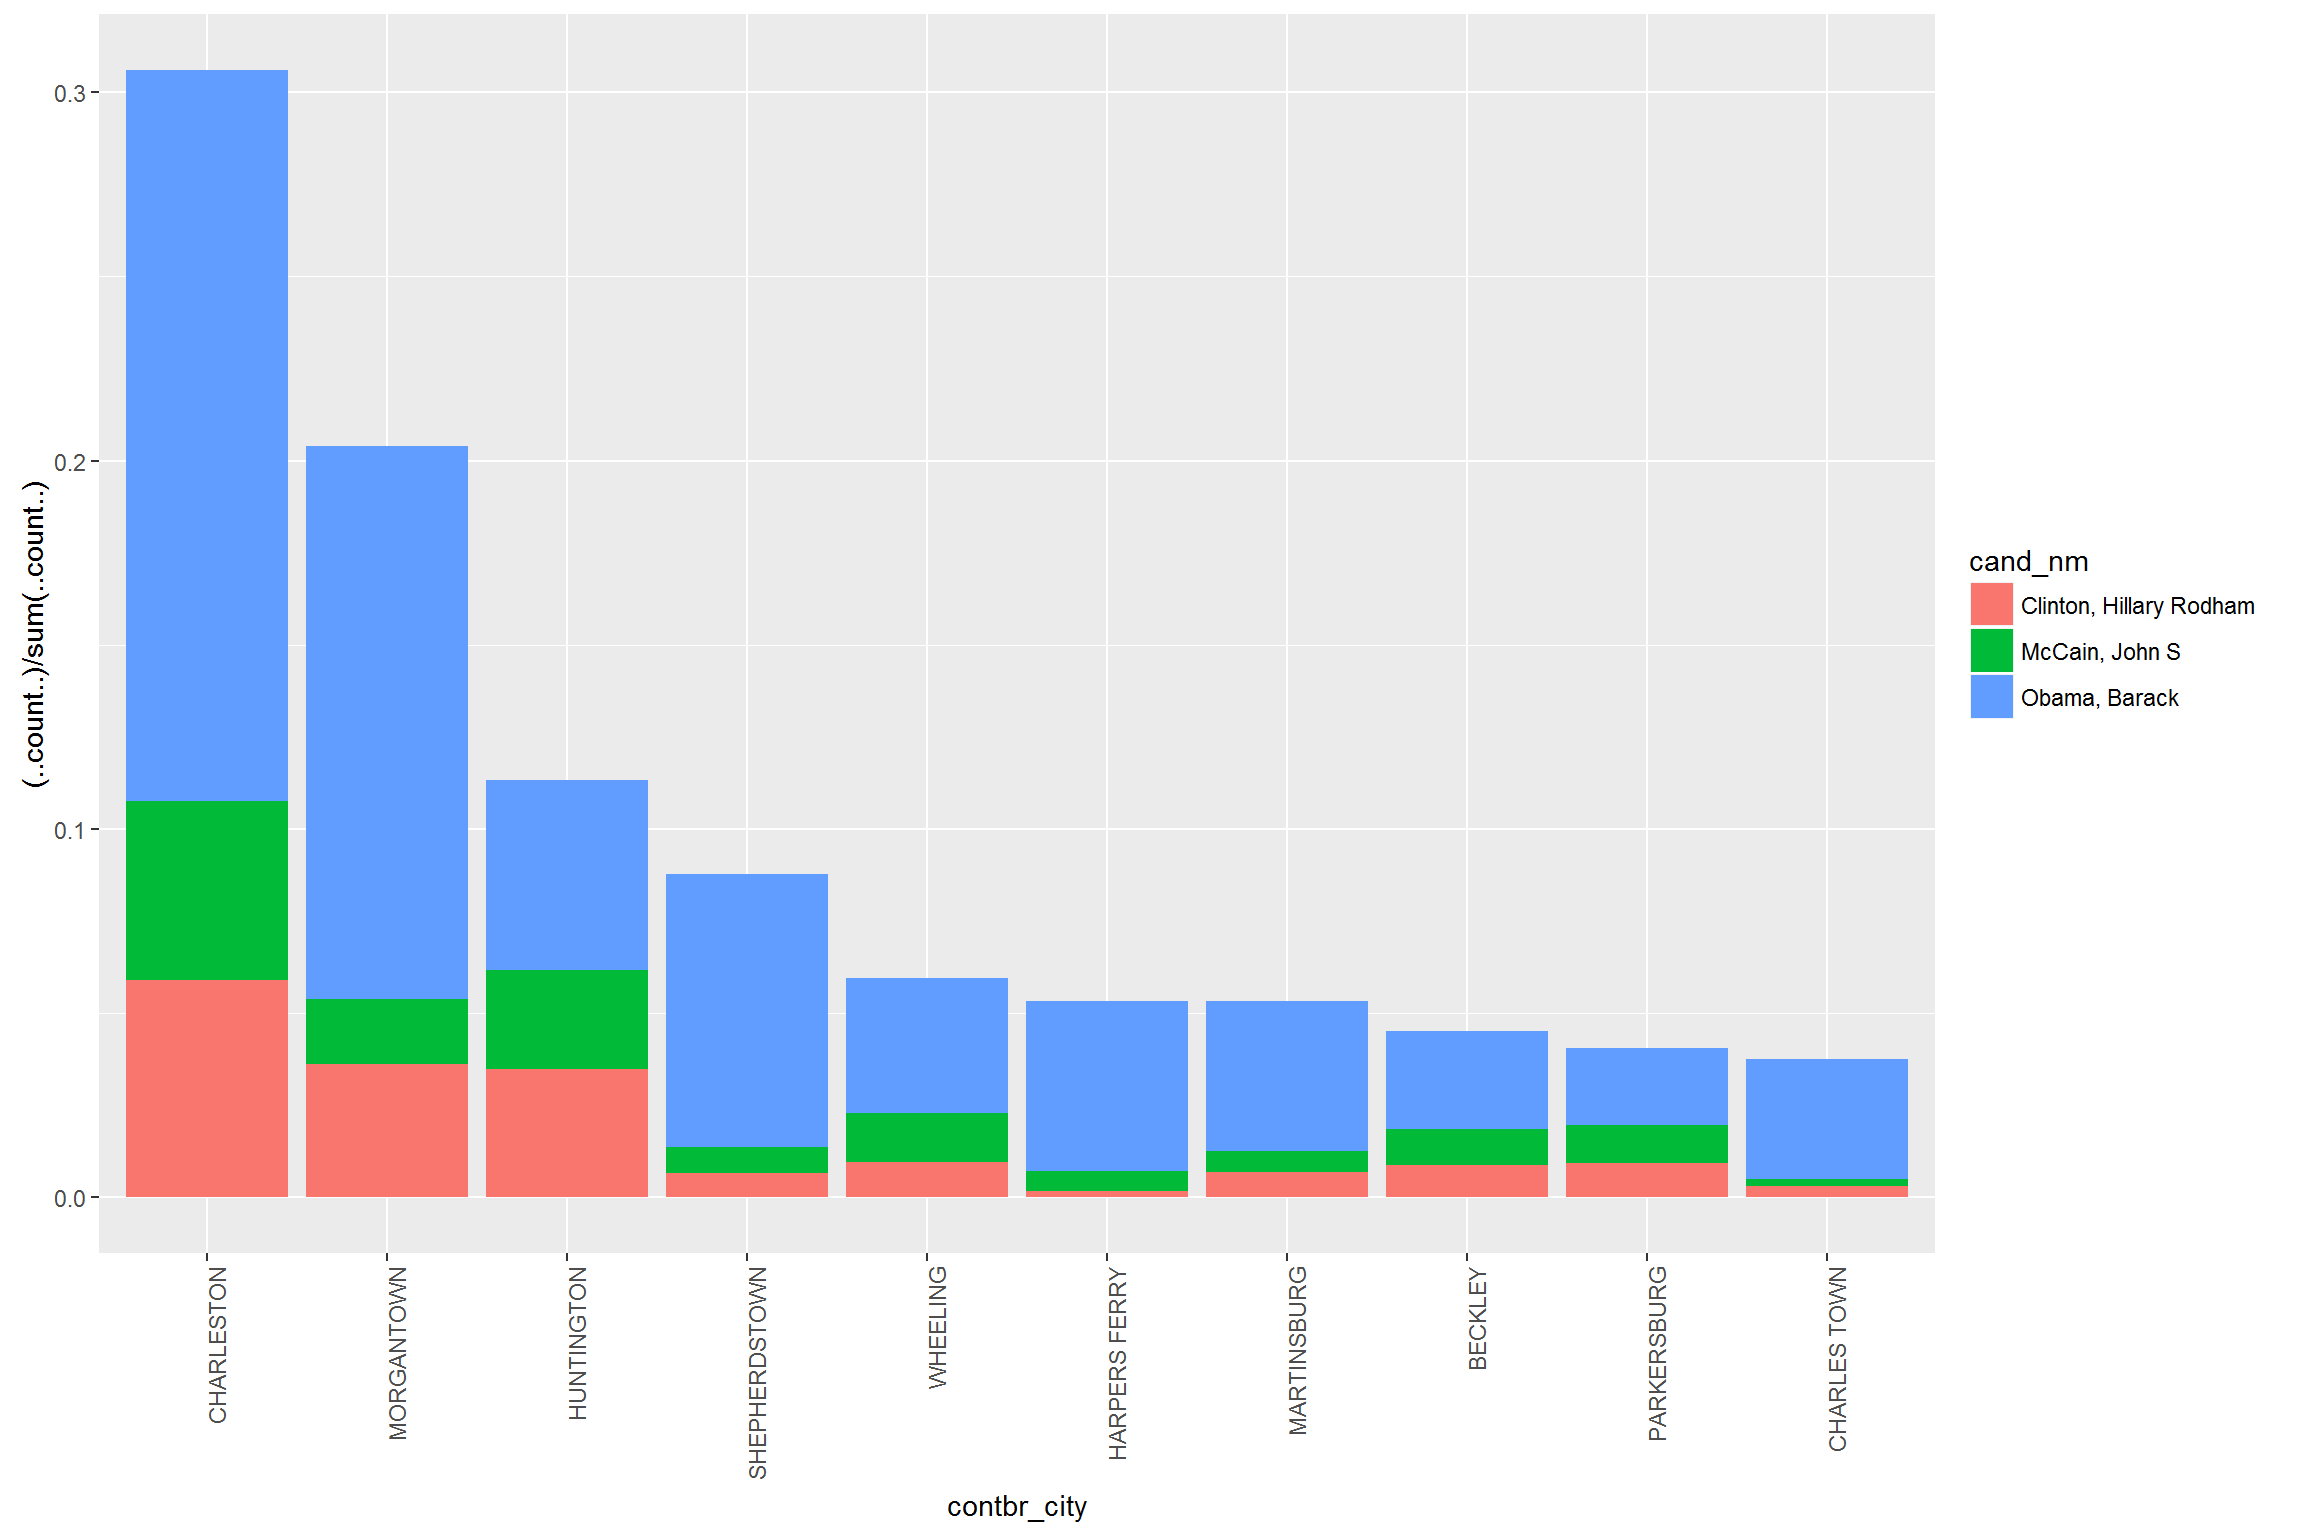 0.3
0.2
0.1
0.0
(..count..)/sum(..count..)
CHARLESTON
MORGANTOWN
HUNTINGTON
SHEPHERDSTOWN
WHEELING
HARPERS FERRY
MARTINSBURG
BECKLEY
PARKERSBURG
CHARLES TOWN
contbr_city
cand_nm
Clinton, Hillary Rodham
McCain, John S
Obama, Barack